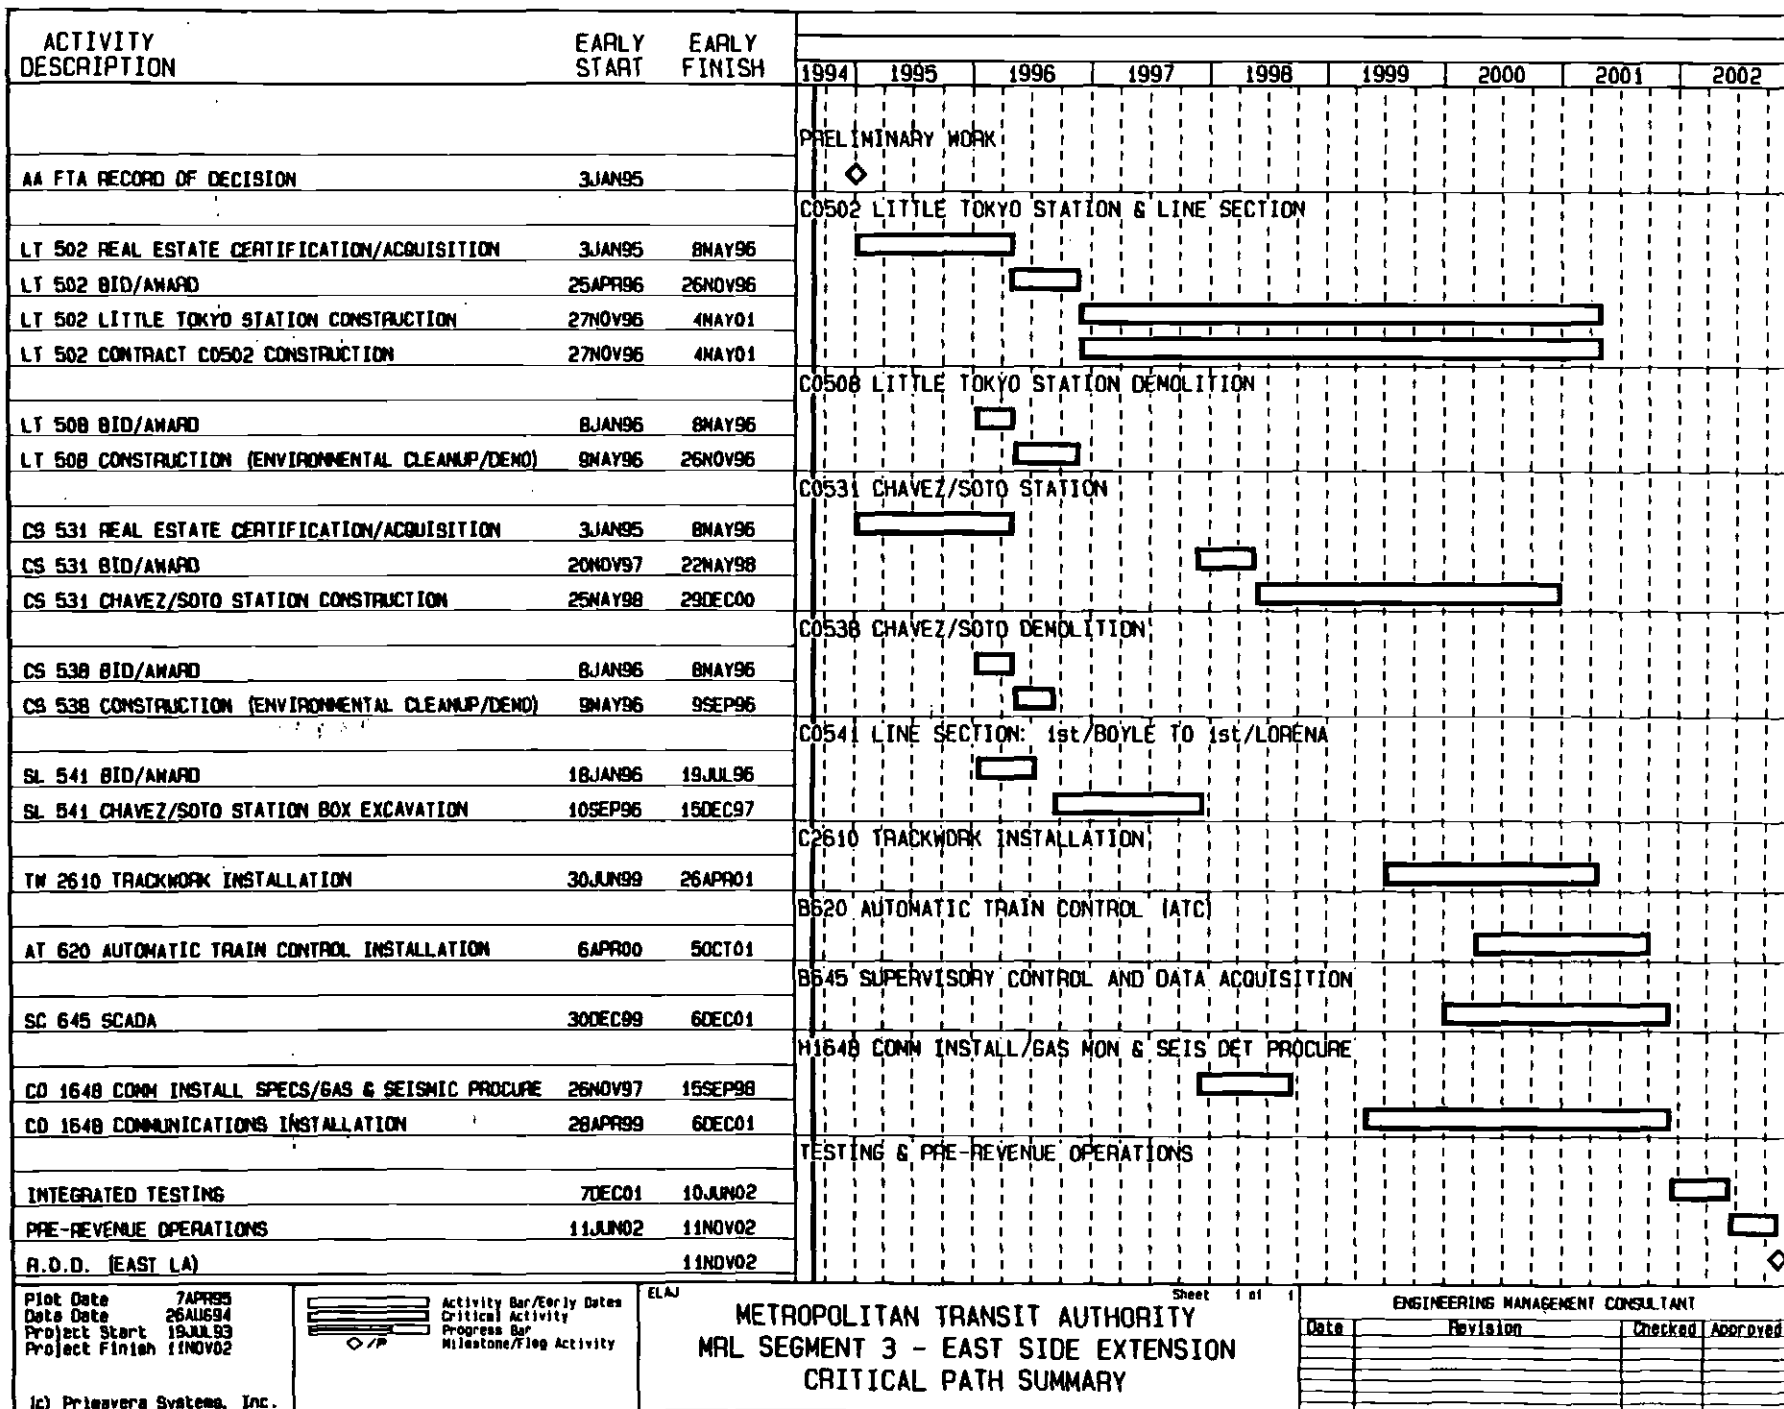 ACTIVITY DESCRIPTION EARLY START EARLY FINISH
1994 1995 1996 1997 1998 1999 2000 2001 2002
PRELIMINARY WORK
AA FTA RECORD OF DECISION 3JAN95
C0502 LITTLE TOKYO STATION & LINE SECTION
LT 502 REAL ESTATE CERTIFICATION/ACQUISITION 3JAN95 8MAY96
LT 502 BID/AWARD 25APR96 26NOV96
LT 502 LITTLE TOKYO STATION CONSTRUCTION 27NOV96 4MAY01
LT 502 CONTRACT C0502 CONSTRUCTION 27NOV96 4MAY01
C0508 LITTLE TOKYO STATION DEMOLITION
LT 508 BID/AWARD 8JAN96 8MAY96
LT 508 CONSTRUCTION (ENVIRONMENTAL CLEANUP/DEMO) 9MAY96 26NOV96
C0531 CHAVEZ/SOTO STATION
CS 531 REAL ESTATE CERTIFICATION/ACQUISITION 3JAN95 8MAY96
CS 531 BID/AWARD 20NOV97 22MAY98
CS 531 CHAVEZ/SOTO STATION CONSTRUCTION 25MAY98 29DEC00
C0538 CHAVEZ/SOTO DEMOLITION
CS 538 BID/AWARD 8JAN96 8MAY96
CS 538 CONSTRUCTION (ENVIRONMENTAL CLEANUP/DEMO) 9MAY96 9SEP96
C0541 LINE SECTION: 1st/BOYLE TO 1st/LORENA
SL 541 BID/AWARD 18JAN96 19JUL96
SL 541 CHAVEZ/SOTO STATION BOX EXCAVATION 10SEP96 15DEC97
C2610 TRACKWORK INSTALLATION
TW 2610 TRACKWORK INSTALLATION 30JUN99 26APR01
B620 AUTOMATIC TRAIN CONTROL (ATC)
AT 620 AUTOMATIC TRAIN CONTROL INSTALLATION 6APR00 5OCT01
B645 SUPERVISORY CONTROL AND DATA ACQUISITION
SC 645 SCADA 30DEC99 6DEC01
H1648 COMM INSTALL/GAS MON & SEIS DET PROCURE
CO 1648 COMM INSTALL SPECS/GAS & SEISMIC PROCURE 26NOV97 15SEP98
CO 1648 COMMUNICATIONS INSTALLATION 28APR99 6DEC01
TESTING & PRE-REVENUE OPERATIONS
INTEGRATED TESTING 7DEC01 10JUN02
PRE-REVENUE OPERATIONS 11JUN02 11NOV02
R.O.D. (EAST LA) 11NOV02
Plot Date 7APR95
Data Date 26AUG94
Project Start 19JUL93
Project Finish 11NOV02
(c) Primavera Systems, Inc.
Activity Bar/Early Dates
Critical Activity
Progress Bar
Milestone/Flag Activity
ELAJ
Sheet 1 of 1
METROPOLITAN TRANSIT AUTHORITY
MRL SEGMENT 3 - EAST SIDE EXTENSION
CRITICAL PATH SUMMARY
ENGINEERING MANAGEMENT CONSULTANT
Date Revision Checked Approved